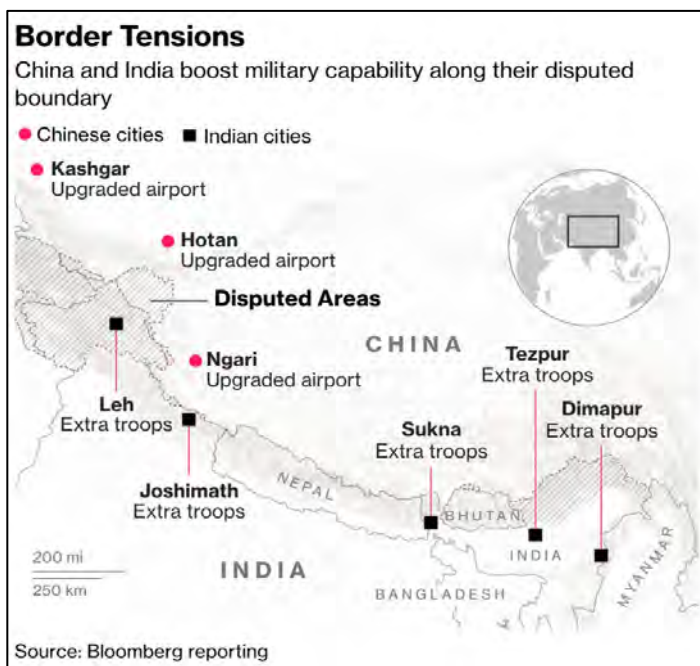 Border Tensions
China and India boost military capability along their disputed
boundary
Chinese cities
Indian cities
Kashgar
Upgraded airport
Hotan
Upgraded airport
Disputed Areas
CHINA
Ngari
Upgraded airport
Tezpur
Extra troops
Leh
Extra troops
Dimapur
Extra troops
Sukna
Extra troops
Joshimath
Extra troops
NEPAL
BHUTAN
INDIA
MYANMAR
200 mi
250 km
INDIA
BANGLADESH
Source: Bloomberg reporting